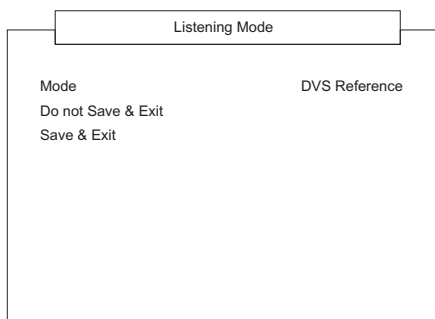 Listening Mode
Mode DVS Reference
Do not Save & Exit
Save & Exit